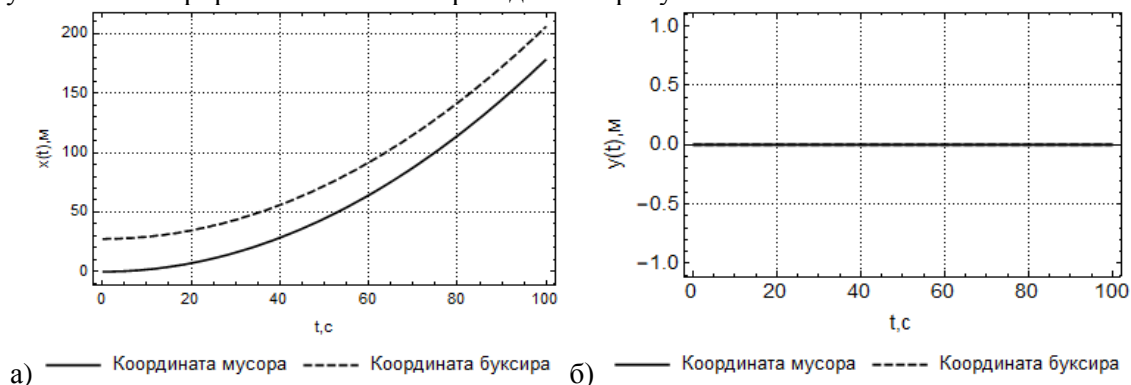 200
150
100
50
0
x(t),м
0 20 40 60 80 100
t,с
Координата мусора Координата буксира
а)
1.0
0.5
0.0
−0.5
−1.0
y(t),м
0 20 40 60 80 100
t,с
Координата мусора Координата буксира
б)